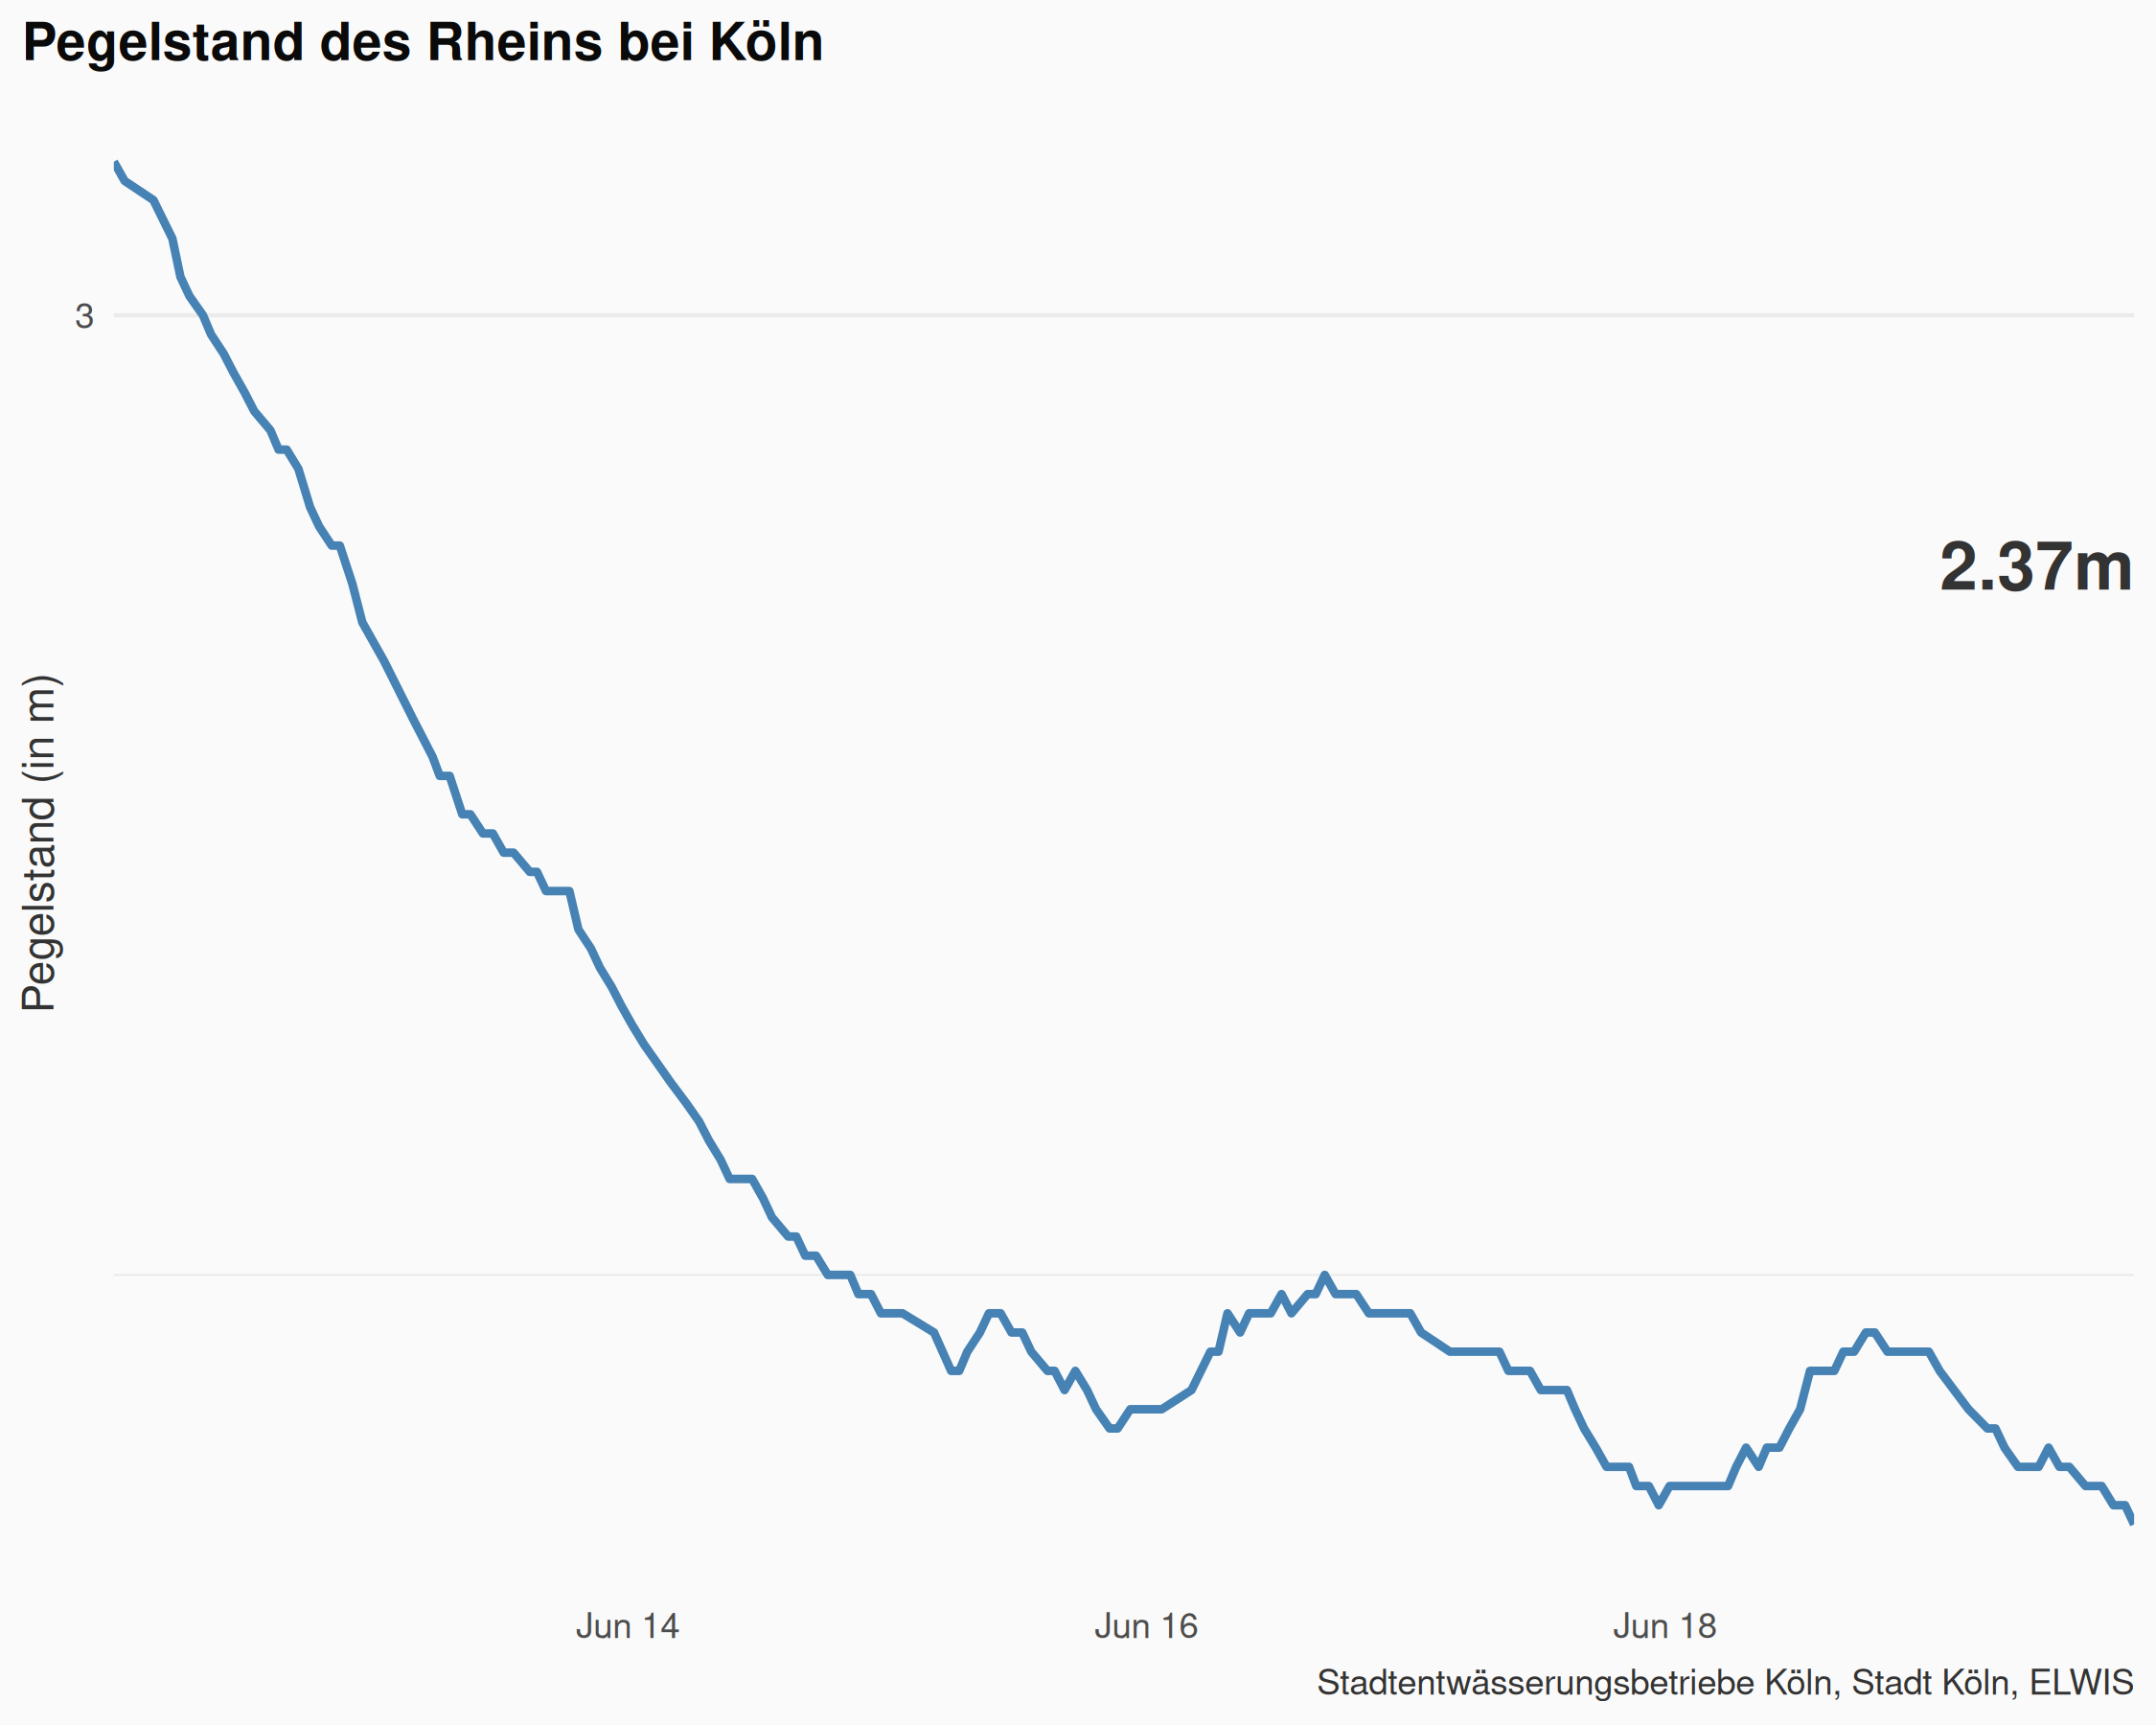 Pegelstand des Rheins bei Köln
3
2.37m
Pegelstand (in m)
Jun 14
Jun 16
Jun 18
Stadtentwässerungsbetriebe Köln, Stadt Köln, ELWIS